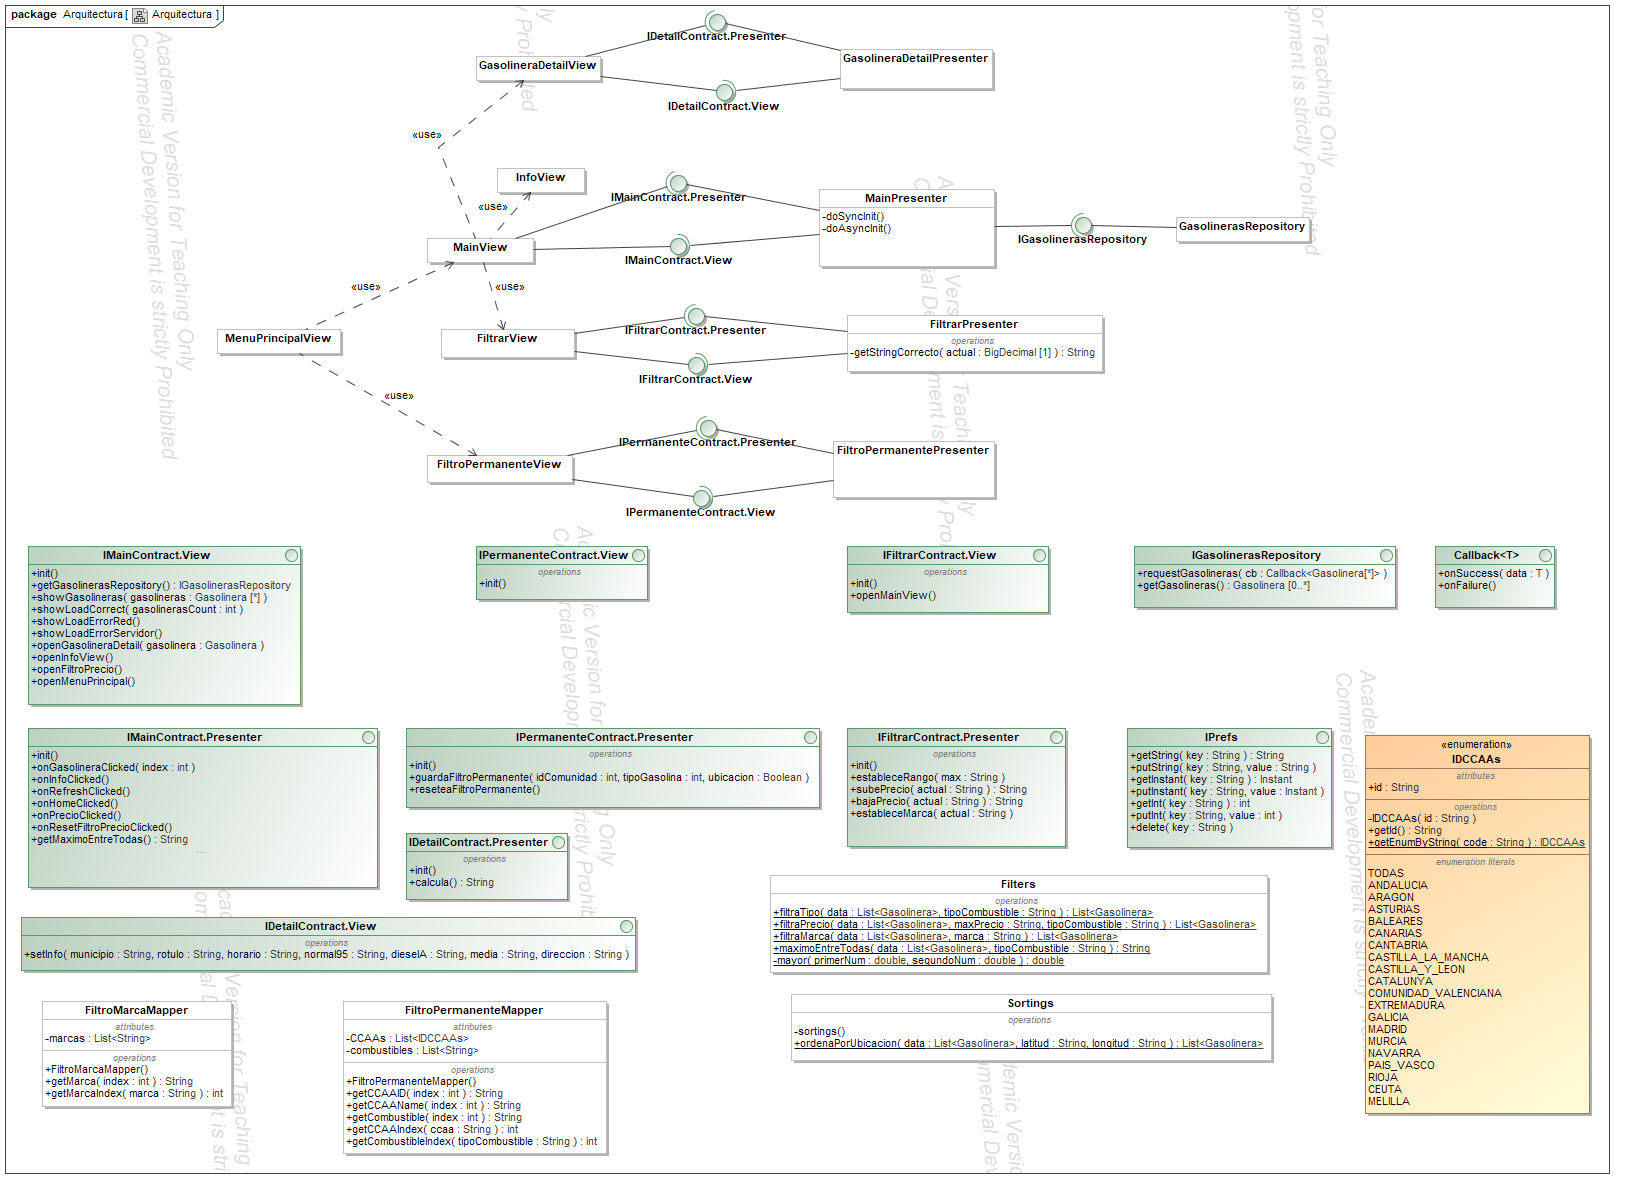 package Arquitectura [ Arquitectura ]
IDetailContract.Presenter
GasolineraDetailView
GasolineraDetailPresenter
IDetailContract.View
«use»
InfoView
«use»
IMainContract.Presenter
MainPresenter
-doSyncInit()
-doAsyncInit()
IGasolinerasRepository
GasolinerasRepository
MainView
IMainContract.View
«use»
«use»
MenuPrincipalView
FiltrarView
IFiltrarContract.Presenter
FiltrarPresenter
operations
-getStringCorrecto( actual : BigDecimal [1] ) : String
IFiltrarContract.View
«use»
IPermanenteContract.Presenter
FiltroPermanenteView
FiltroPermanentePresenter
IPermanenteContract.View
IMainContract.View
+init()
+getGasolinerasRepository() : IGasolinerasRepository
+showGasolineras( gasolineras : Gasolinera [*] )
+showLoadCorrect( gasolinerasCount : int )
+showLoadErrorRed()
+showLoadErrorServidor()
+openGasolineraDetail( gasolinera : Gasolinera )
+openInfoView()
+openFiltroPrecio()
+openMenuPrincipal()
IPermanenteContract.View
operations
+init()
IFiltrarContract.View
operations
+init()
+openMainView()
IGasolinerasRepository
+requestGasolineras( cb : Callback<Gasolinera[*]> )
+getGasolineras() : Gasolinera [0..*]
Callback<T>
+onSuccess( data : T )
+onFailure()
IMainContract.Presenter
+init()
+onGasolineraClicked( index : int )
+onInfoClicked()
+onRefreshClicked()
+onHomeClicked()
+onPrecioClicked()
+onResetFiltroPrecioClicked()
+getMaximoEntreTodas() : String
...
IPermanenteContract.Presenter
operations
+init()
+guardaFiltroPermanente( idComunidad : int, tipoGasolina : int, ubicacion : Boolean )
+reseteaFiltroPermanente()
IFiltrarContract.Presenter
operations
+init()
+estableceRango( max : String )
+subePrecio( actual : String ) : String
+bajaPrecio( actual : String ) : String
+estableceMarca( actual : String )
IPrefs
+getString( key : String ) : String
+putString( key : String, value : String )
+getInstant( key : String ) : Instant
+putInstant( key : String, value : Instant )
+getInt( key : String ) : int
+putInt( key : String, value : int )
+delete( key : String )
«enumeration»
IDCCAAs
attributes
+id : String
operations
-IDCCAAs( id : String )
+getId() : String
+getEnumByString( code : String ) : IDCCAAs
enumeration literals
TODAS
ANDALUCIA
ARAGON
ASTURIAS
BALEARES
CANARIAS
CANTABRIA
CASTILLA_LA_MANCHA
CASTILLA_Y_LEON
CATALUNYA
COMUNIDAD_VALENCIANA
EXTREMADURA
GALICIA
MADRID
MURCIA
NAVARRA
PAIS_VASCO
RIOJA
CEUTA
MELILLA
IDetailContract.Presenter
operations
+init()
+calcula() : String
Filters
operations
+filtraTipo( data : List<Gasolinera>, tipoCombustible : String ) : List<Gasolinera>
+filtraPrecio( data : List<Gasolinera>, maxPrecio : String, tipoCombustible : String ) : List<Gasolinera>
+filtraMarca( data : List<Gasolinera>, marca : String ) : List<Gasolinera>
+maximoEntreTodas( data : List<Gasolinera>, tipoCombustible : String ) : String
-mayor( primerNum : double, segundoNum : double ) : double
IDetailContract.View
operations
+setInfo( municipio : String, rotulo : String, horario : String, normal95 : String, dieselA : String, media : String, direccion : String )
Sortings
operations
-sortings()
+ordenaPorUbicacion( data : List<Gasolinera>, latitud : String, longitud : String ) : List<Gasolinera>
FiltroMarcaMapper
attributes
-marcas : List<String>
operations
+FiltroMarcaMapper()
+getMarca( index : int ) : String
+getMarcaIndex( marca : String ) : int
FiltroPermanenteMapper
attributes
-CCAAs : List<IDCCAAs>
-combustibles : List<String>
operations
+FiltroPermanenteMapper()
+getCCAAID( index : int ) : String
+getCCAAName( index : int ) : String
+getCombustible( index : int ) : String
+getCCAAIndex( ccaa : String ) : int
+getCombustibleIndex( tipoCombustible : String ) : int
Academic Version for Teaching Only
Commercial Development is strictly Prohibited